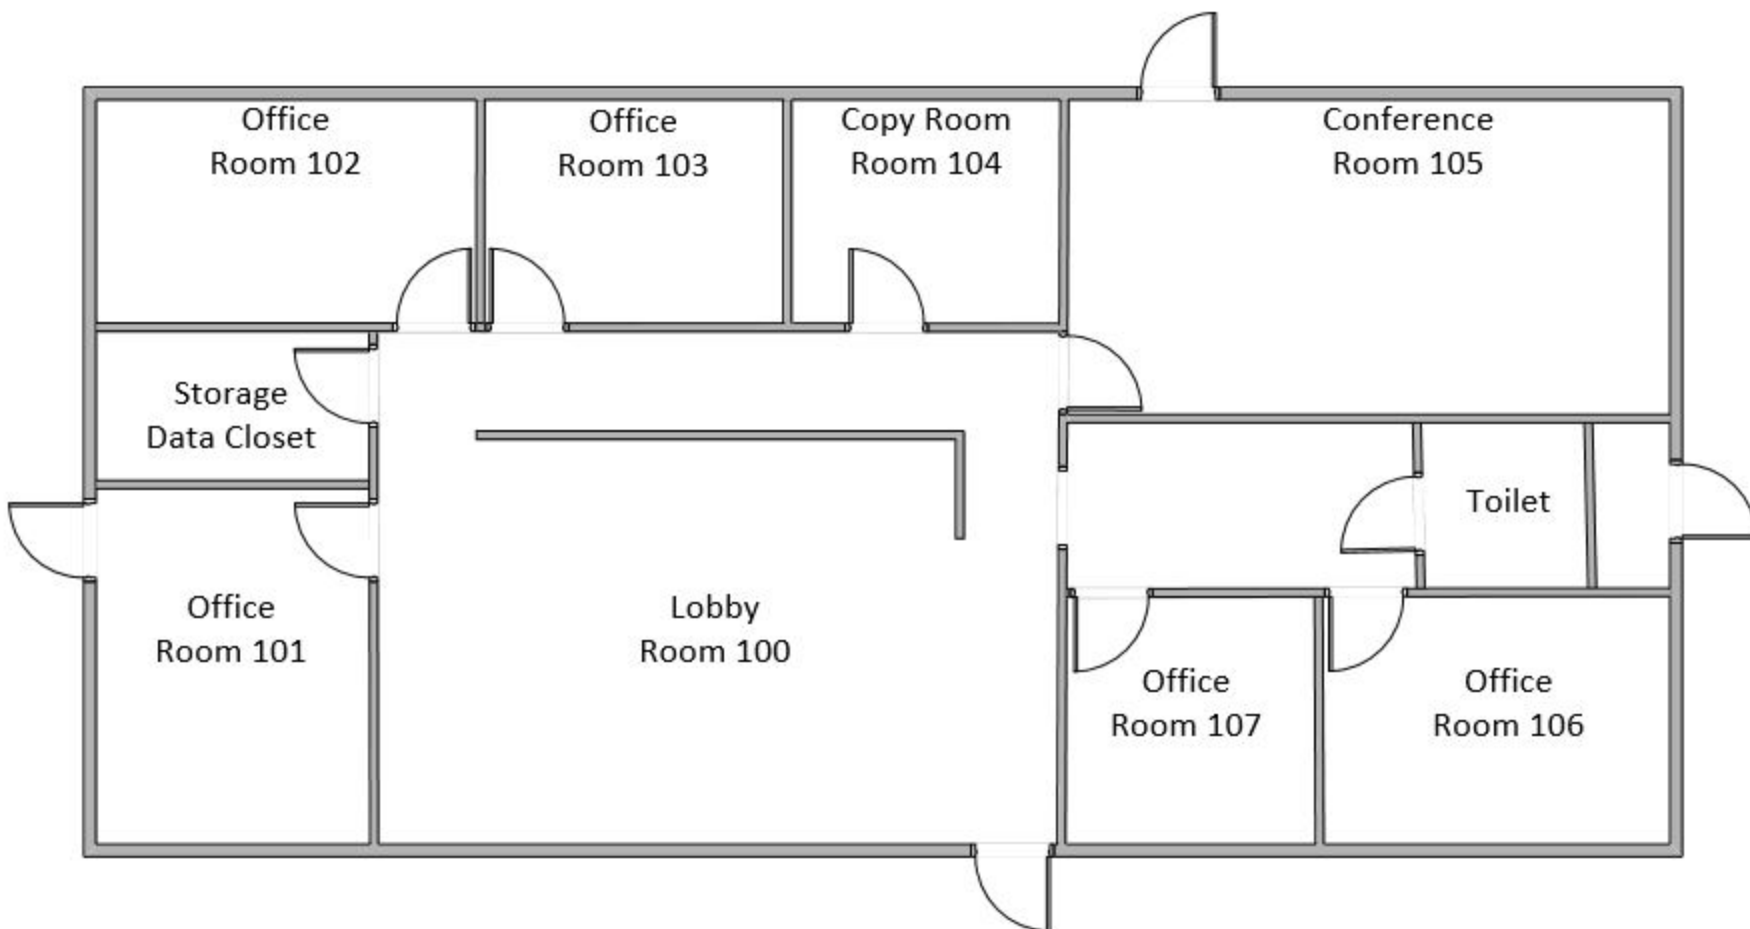 Office
Room 102
Office
Room 103
Copy Room
Room 104
Conference
Room 105
Storage
Data Closet
Toilet
Office
Room 101
Lobby
Room 100
Office
Room 107
Office
Room 106